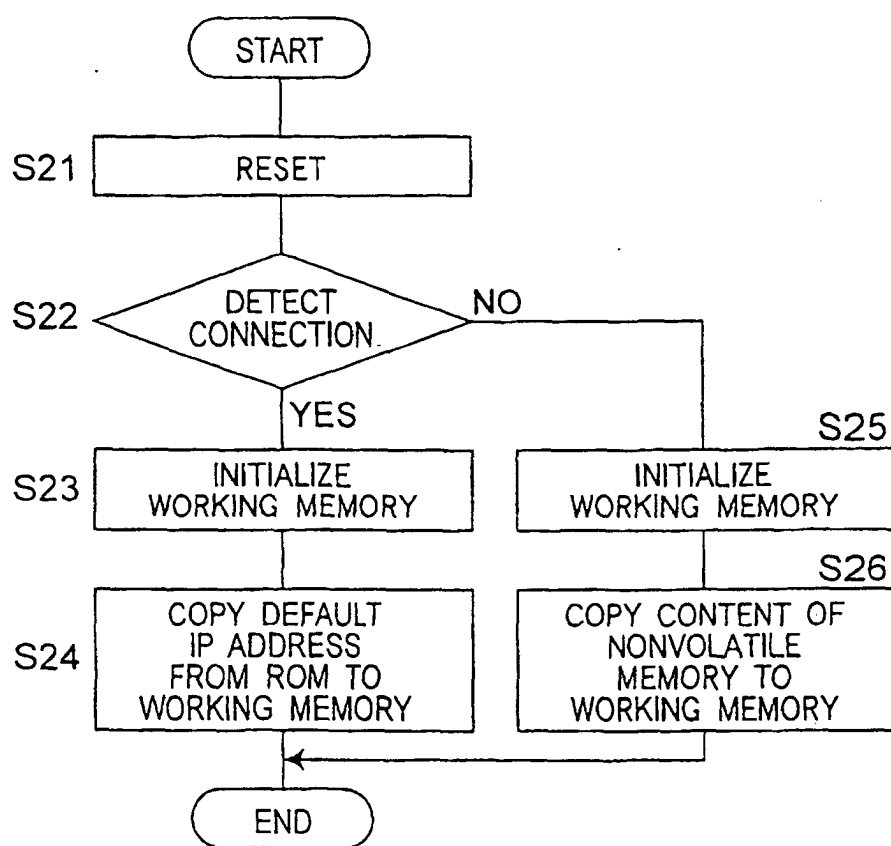 START
S21
RESET
S22
DETECT
CONNECTION
NO
YES
S23
INITIALIZE
WORKING MEMORY
S25
INITIALIZE
WORKING MEMORY
S24
COPY DEFAULT
IP ADDRESS
FROM ROM TO
WORKING MEMORY
S26
COPY CONTENT OF
NONVOLATILE
MEMORY TO
WORKING MEMORY
END